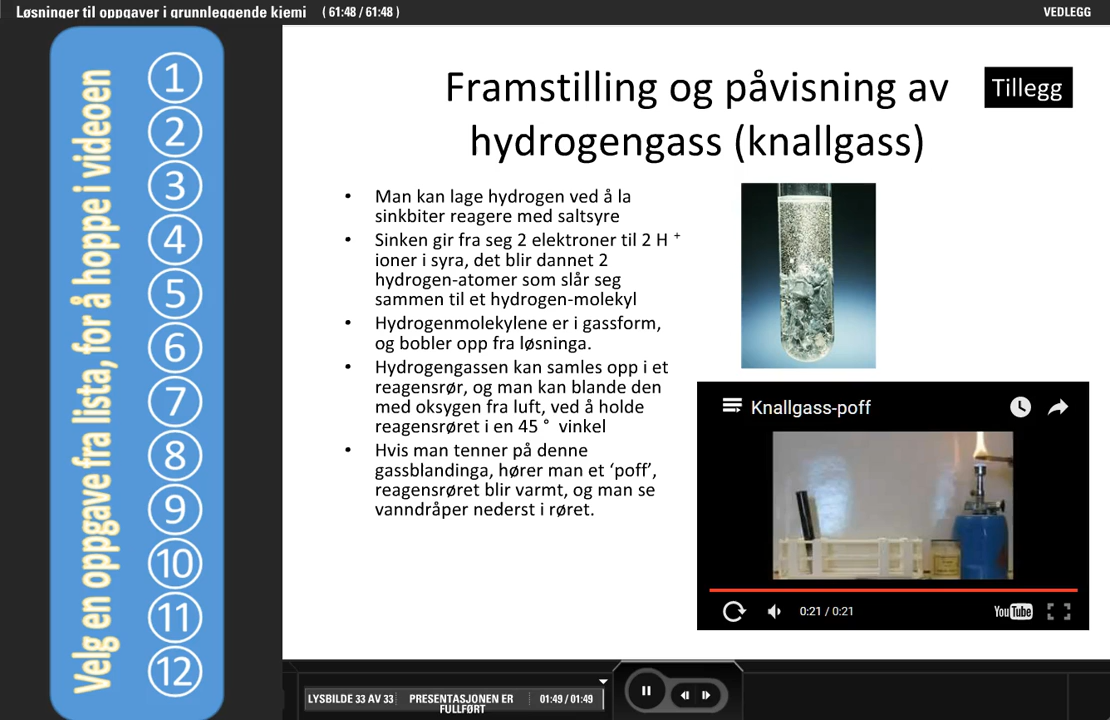 Løsninger til oppgaver i grunnleggende kjemi ( 61:48 / 61:48 )
VEDLEGG
Velg en oppgave fra lista, for å hoppe i videoen
1
2
3
4
5
6
7
8
9
10
11
12
Framstilling og påvisning av
hydrogengass (knallgass)
Tillegg
• Man kan lage hydrogen ved å la
sinkbiter reagere med saltsyre
• Sinken gir fra seg 2 elektroner til 2 H ⁺
ioner i syra, det blir dannet 2
hydrogen-atomer som slår seg
sammen til et hydrogen-molekyl
• Hydrogenmolekylene er i gassform,
og bobler opp fra løsninga.
• Hydrogengassen kan samles opp i et
reagensrør, og man kan blande den
med oksygen fra luft, ved å holde
reagensrøret i en 45 ° vinkel
• Hvis man tenner på denne
gassblandinga, hører man et ‘poff’,
reagensrøret blir varmt, og man se
vanndråper nederst i røret.
Knallgass-poff
0:21 / 0:21
YouTube
LYSBILDE 33 AV 33
PRESENTASJONEN ER
FULLFØRT
01:49 / 01:49